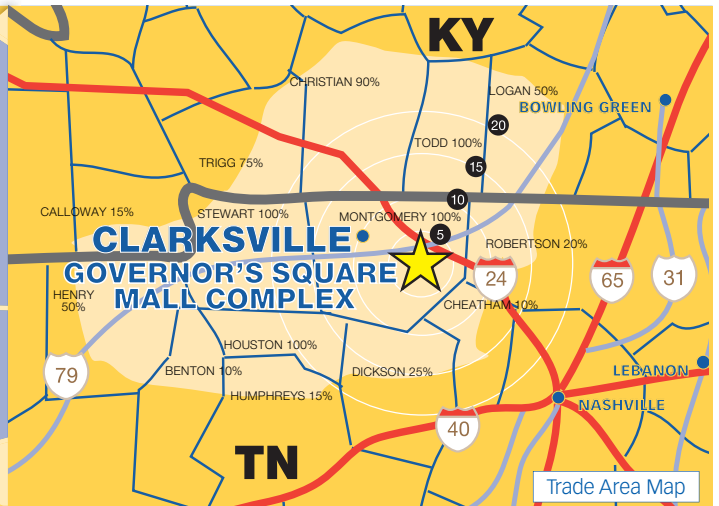 KY
CHRISTIAN 90%
LOGAN 50%
BOWLING GREEN
20
TODD 100%
TRIGG 75%
15
10
CALLOWAY 15%
STEWART 100%
MONTGOMERY 100%
5
CLARKSVILLE
ROBERTSON 20%
GOVERNOR'S SQUARE
MALL COMPLEX
24
65
31
HENRY
50%
CHEATHAM 10%
HOUSTON 100%
79
BENTON 10%
DICKSON 25%
LEBANON
HUMPHREYS 15%
NASHVILLE
40
TN
Trade Area Map